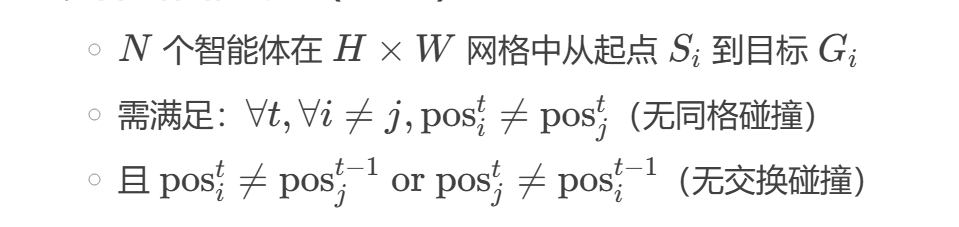 ○ N 个智能体在 H × W 网格中从起点 S_i 到目标 G_i
○ 需满足：∀t, ∀i ≠ j, pos_i^t ≠ pos_j^t（无同格碰撞）
○ 且 pos_i^t ≠ pos_j^{t−1} or pos_j^t ≠ pos_i^{t−1}（无交换碰撞）